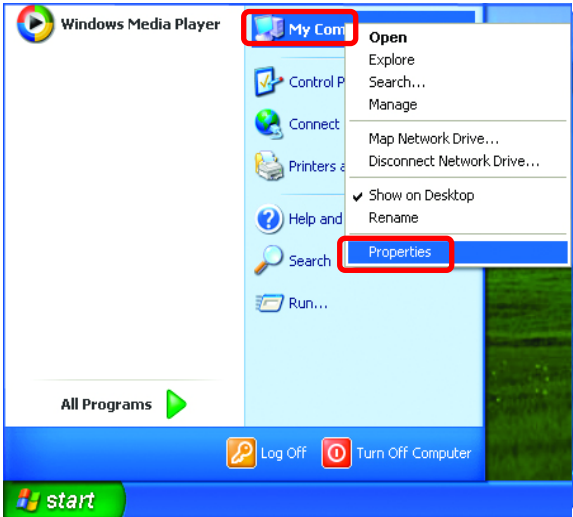 Windows Media Player
My Com
Control P
Connect
Printers a
Help and
Search
Run...
Open
Explore
Search...
Manage
Map Network Drive...
Disconnect Network Drive...
Show on Desktop
Rename
Properties
All Programs
Log Off
Turn Off Computer
start